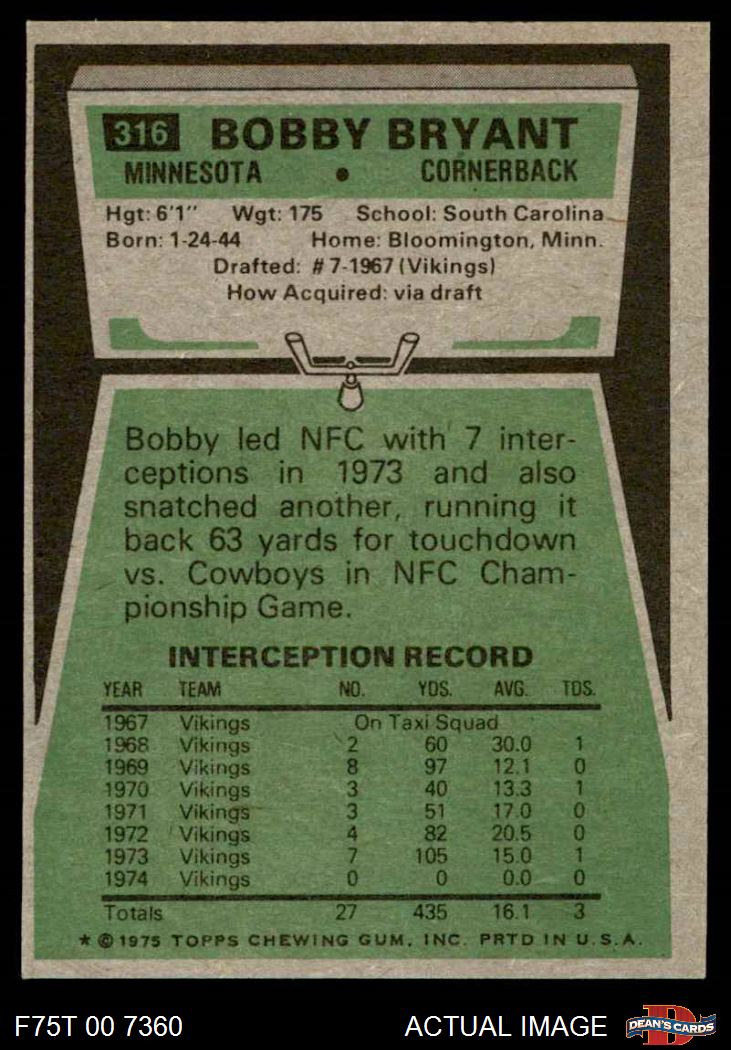 316 BOBBY BRYANT
MINNESOTA • CORNERBACK
Hgt: 6'1" Wgt: 175 School: South Carolina
Born: 1-24-44 Home: Bloomington, Minn.
Drafted: #7-1967 (Vikings)
How Acquired: via draft
Bobby led NFC with 7 inter-
ceptions in 1973 and also
snatched another, running it
back 63 yards for touchdown
vs. Cowboys in NFC Cham-
pionship Game.
INTERCEPTION RECORD
YEAR TEAM NO. YDS. AVG. TDS.
1967 Vikings On Taxi Squad
1968 Vikings 2 60 30.0 1
1969 Vikings 8 97 12.1 0
1970 Vikings 3 40 13.3 1
1971 Vikings 3 51 17.0 0
1972 Vikings 4 82 20.5 0
1973 Vikings 7 105 15.0 1
1974 Vikings 0 0 0.0 0
Totals 27 435 16.1 3
* © 1975 TOPPS CHEWING GUM, INC. PRTD IN U.S.A.
F75T 00 7360 ACTUAL IMAGE D DEAN'S CARDS